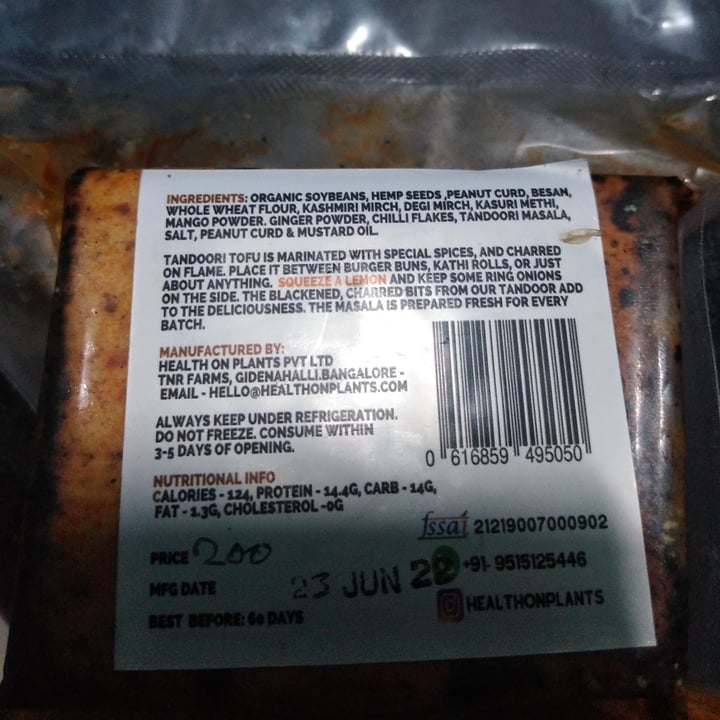 INGREDIENTS: ORGANIC SOYBEANS, HEMP SEEDS ,PEANUT CURD, BESAN,
WHOLE WHEAT FLOUR, KASHMIRI MIRCH, DEGI MIRCH, KASURI METHI,
MANGO POWDER. GINGER POWDER, CHILLI FLAKES, TANDOORI MASALA,
SALT, PEANUT CURD & MUSTARD OIL.
TANDOORI TOFU IS MARINATED WITH SPECIAL SPICES, AND CHARRED
ON FLAME. PLACE IT BETWEEN BURGER BUNS, KATHI ROLLS, OR JUST
ABOUT ANYTHING. SQUEEZE A LEMON AND KEEP SOME RING ONIONS
ON THE SIDE. THE BLACKENED, CHARRED BITS FROM OUR TANDOOR ADD
TO THE DELICIOUSNESS. THE MASALA IS PREPARED FRESH FOR EVERY
BATCH.
MANUFACTURED BY:
HEALTH ON PLANTS PVT LTD
TNR FARMS, GIDENAHALLI.BANGALORE -
EMAIL - HELLO@HEALTHONPLANTS.COM
ALWAYS KEEP UNDER REFRIGERATION.
DO NOT FREEZE. CONSUME WITHIN
3-5 DAYS OF OPENING.
0 616859 495050
NUTRITIONAL INFO
CALORIES - 124, PROTEIN - 14.4G, CARB - 14G,
FAT - 1.3G, CHOLESTEROL -0G
fssai 21219007000902
PRICE 200
+91- 9515125446
MFG DATE 23 JUN 22
HEALTHONPLANTS
BEST BEFORE: 60 DAYS